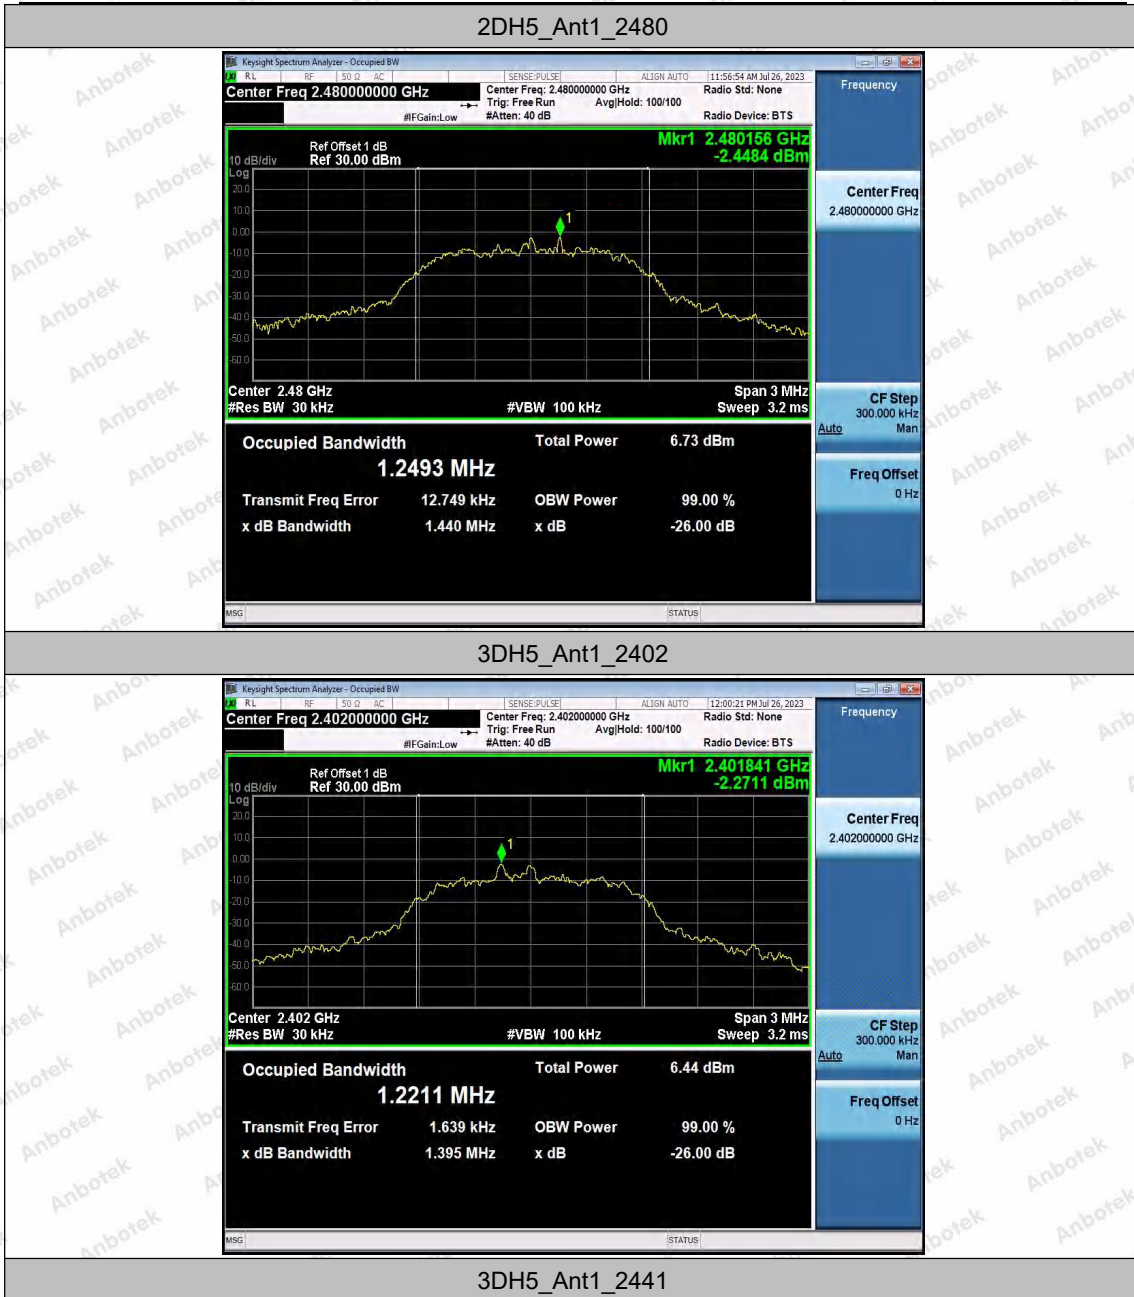 2DH5_Ant1_2480
Keysight Spectrum Analyzer - Occupied BW
LXI RL RF 50 Ω AC SENSE:PULSE ALIGN AUTO 11:56:54 AM Jul 26, 2023
Center Freq 2.480000000 GHz Center Freq: 2.480000000 GHz Radio Std: None
Trig: Free Run Avg|Hold: 100/100
#IFGain:Low #Atten: 40 dB Radio Device: BTS
Frequency
Mkr1 2.480156 GHz
-2.4484 dBm
Ref Offset 1 dB
10 dB/div Ref 30.00 dBm
Log
20.0
10.0
0.00
-10.0
-20.0
-30.0
-40.0
-50.0
-60.0
1
Center Freq
2.480000000 GHz
Center 2.48 GHz Span 3 MHz
#Res BW 30 kHz #VBW 100 kHz Sweep 3.2 ms
CF Step
300.000 kHz
Auto Man
Occupied Bandwidth Total Power 6.73 dBm
1.2493 MHz
Freq Offset
0 Hz
Transmit Freq Error 12.749 kHz OBW Power 99.00 %
x dB Bandwidth 1.440 MHz x dB -26.00 dB
MSG STATUS
3DH5_Ant1_2402
Keysight Spectrum Analyzer - Occupied BW
LXI RL RF 50 Ω AC SENSE:PULSE ALIGN AUTO 12:00:21 PM Jul 26, 2023
Center Freq 2.402000000 GHz Center Freq: 2.402000000 GHz Radio Std: None
Trig: Free Run Avg|Hold: 100/100
#IFGain:Low #Atten: 40 dB Radio Device: BTS
Frequency
Mkr1 2.401841 GHz
-2.2711 dBm
Ref Offset 1 dB
10 dB/div Ref 30.00 dBm
Log
20.0
10.0
0.00
-10.0
-20.0
-30.0
-40.0
-50.0
-60.0
1
Center Freq
2.402000000 GHz
Center 2.402 GHz Span 3 MHz
#Res BW 30 kHz #VBW 100 kHz Sweep 3.2 ms
CF Step
300.000 kHz
Auto Man
Occupied Bandwidth Total Power 6.44 dBm
1.2211 MHz
Freq Offset
0 Hz
Transmit Freq Error 1.639 kHz OBW Power 99.00 %
x dB Bandwidth 1.395 MHz x dB -26.00 dB
MSG STATUS
3DH5_Ant1_2441
Anbotek